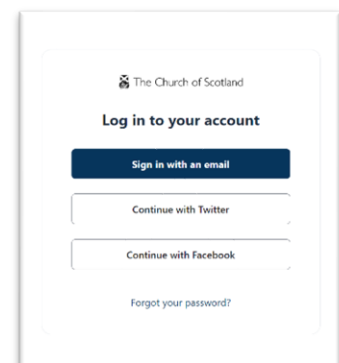 The Church of Scotland
Log in to your account
Sign in with an email
Continue with Twitter
Continue with Facebook
Forgot your password?